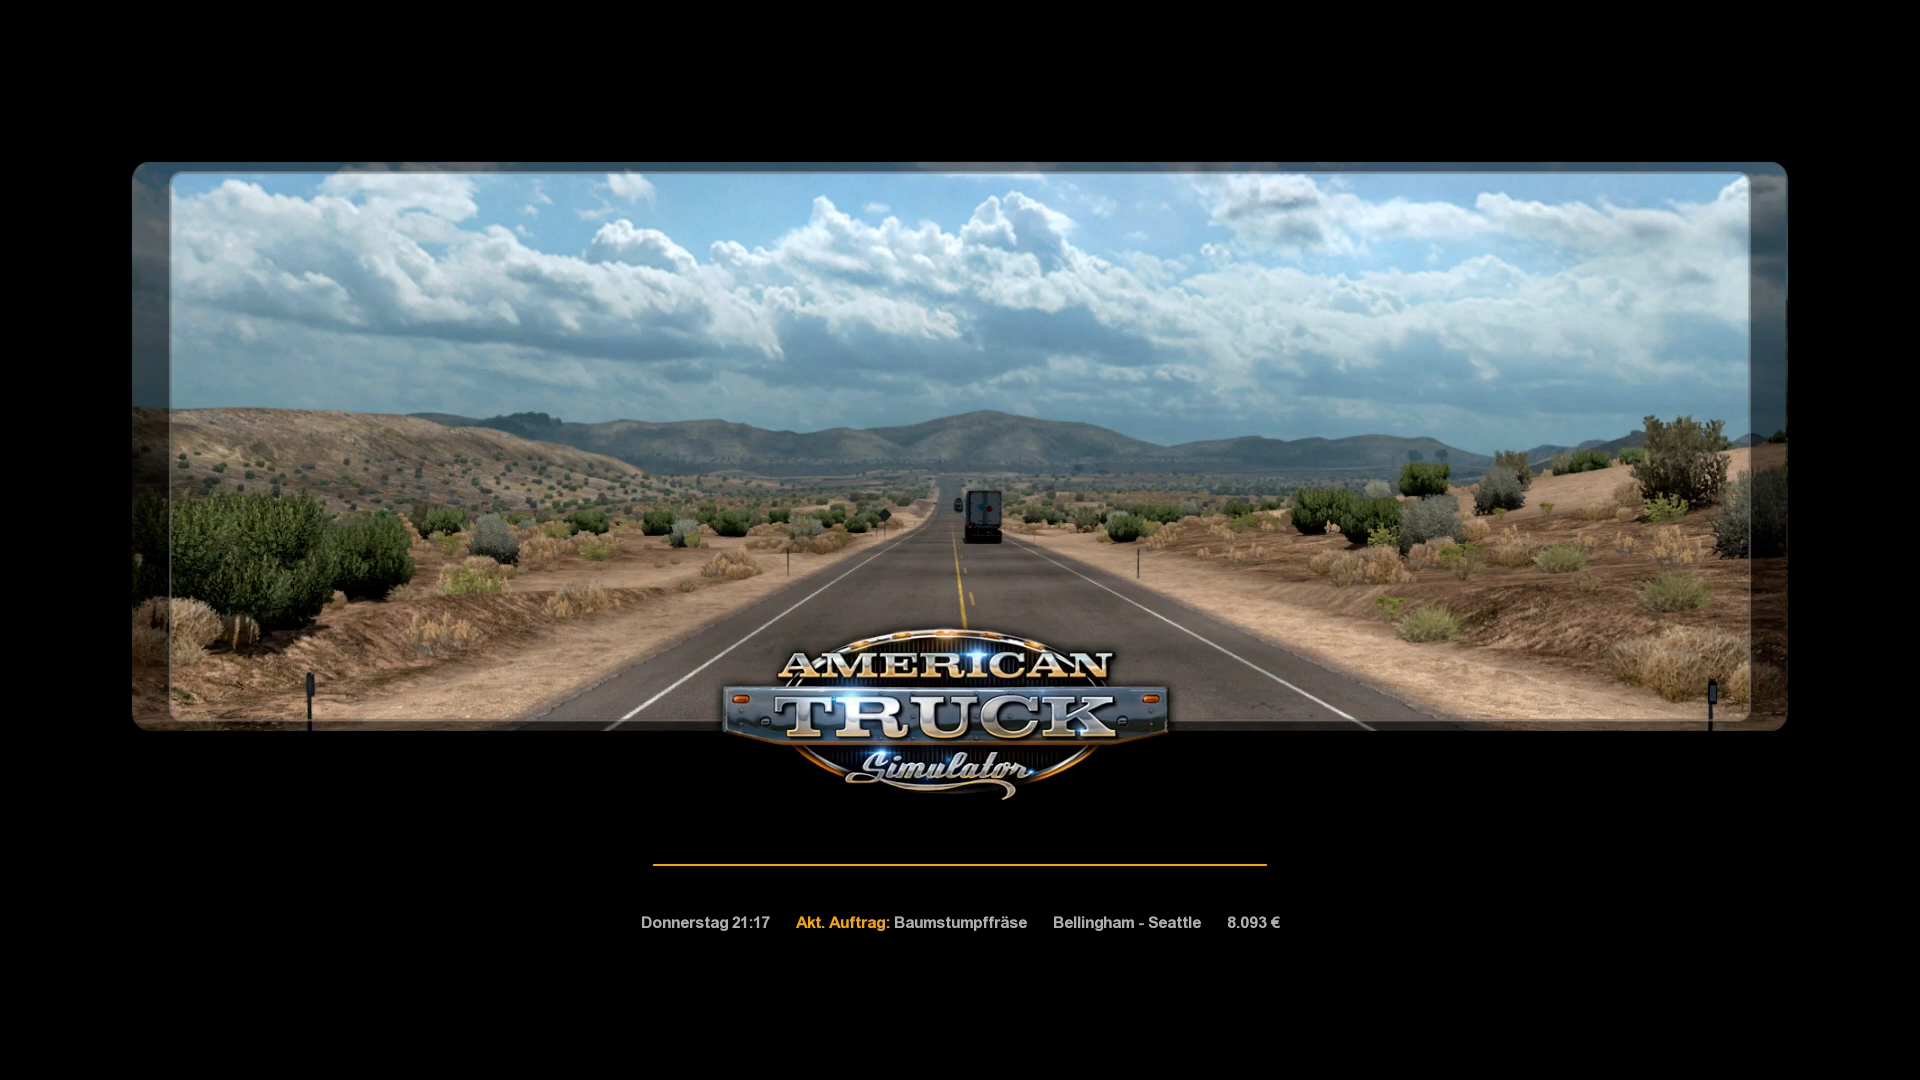 AMERICAN
TRUCK
Simulator
Donnerstag 21:17 Akt. Auftrag: Baumstumpffräse Bellingham - Seattle 8.093 €